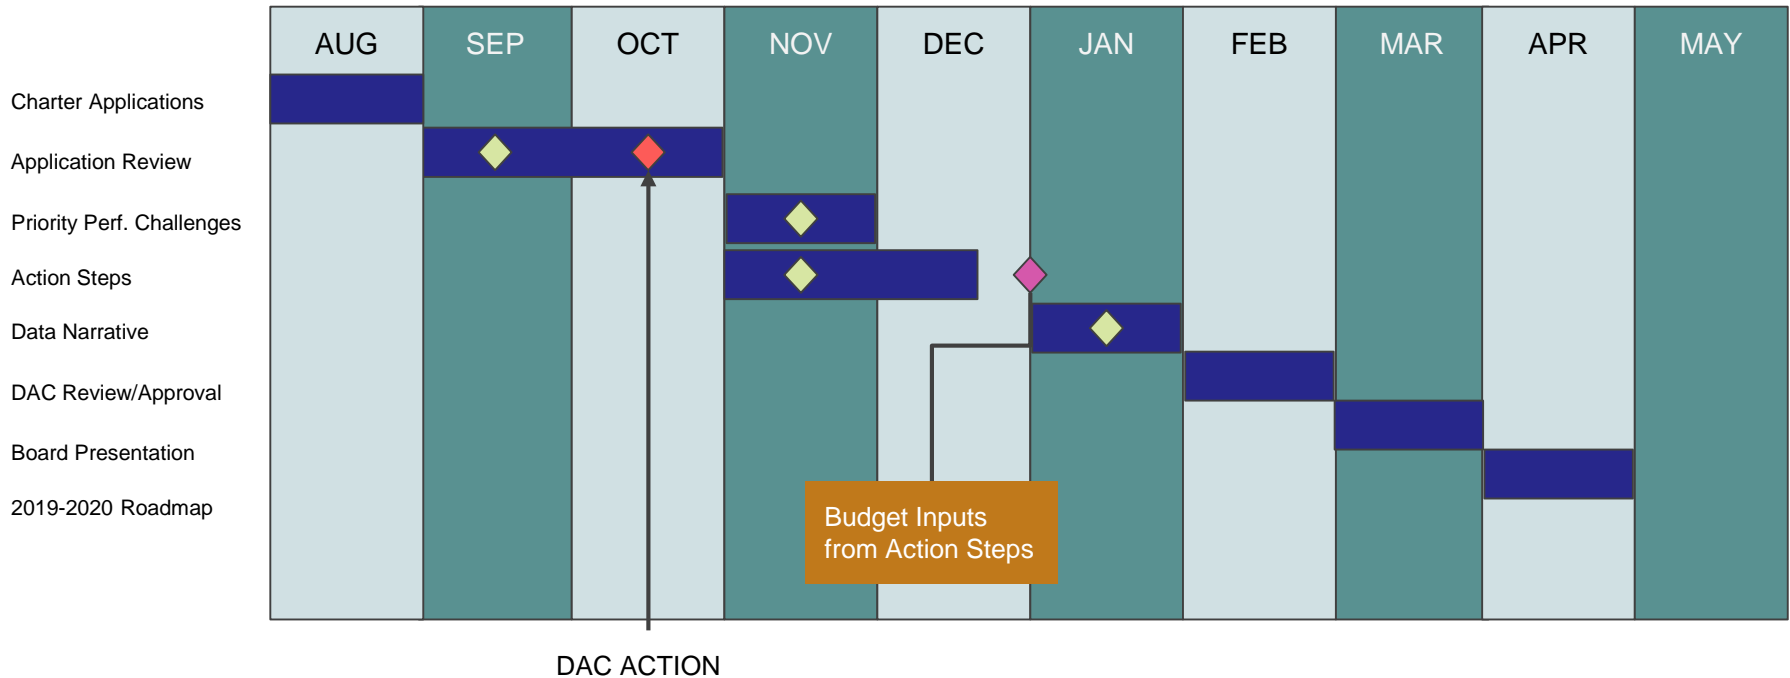 AUG
SEP
OCT
NOV
DEC
JAN
FEB
MAR
APR
MAY
Charter Applications
Application Review
Priority Perf. Challenges
Action Steps
Data Narrative
DAC Review/Approval
Board Presentation
2019-2020 Roadmap
Budget Inputs
from Action Steps
DAC ACTION